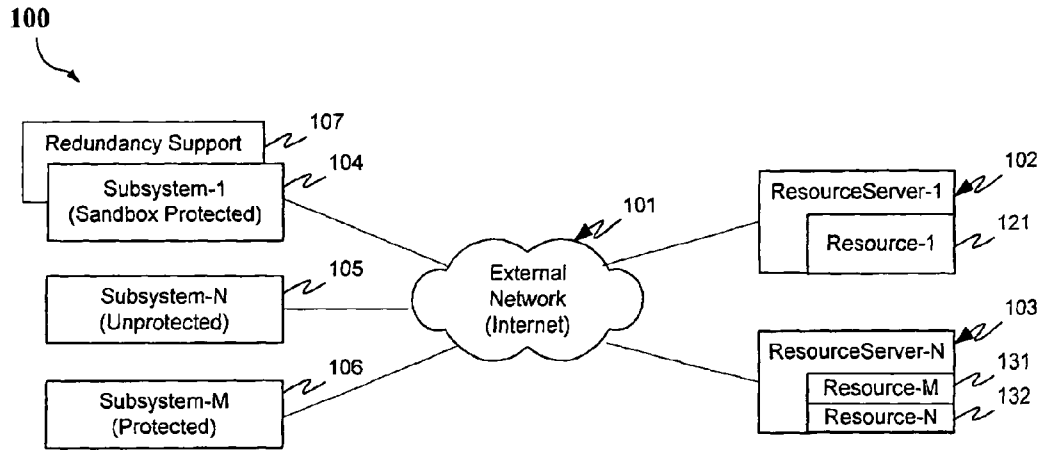 100
Redundancy Support
107
Subsystem-1
(Sandbox Protected)
104
Subsystem-N
(Unprotected)
105
Subsystem-M
(Protected)
106
External
Network
(Internet)
101
ResourceServer-1
102
Resource-1
121
ResourceServer-N
103
Resource-M
131
Resource-N
132